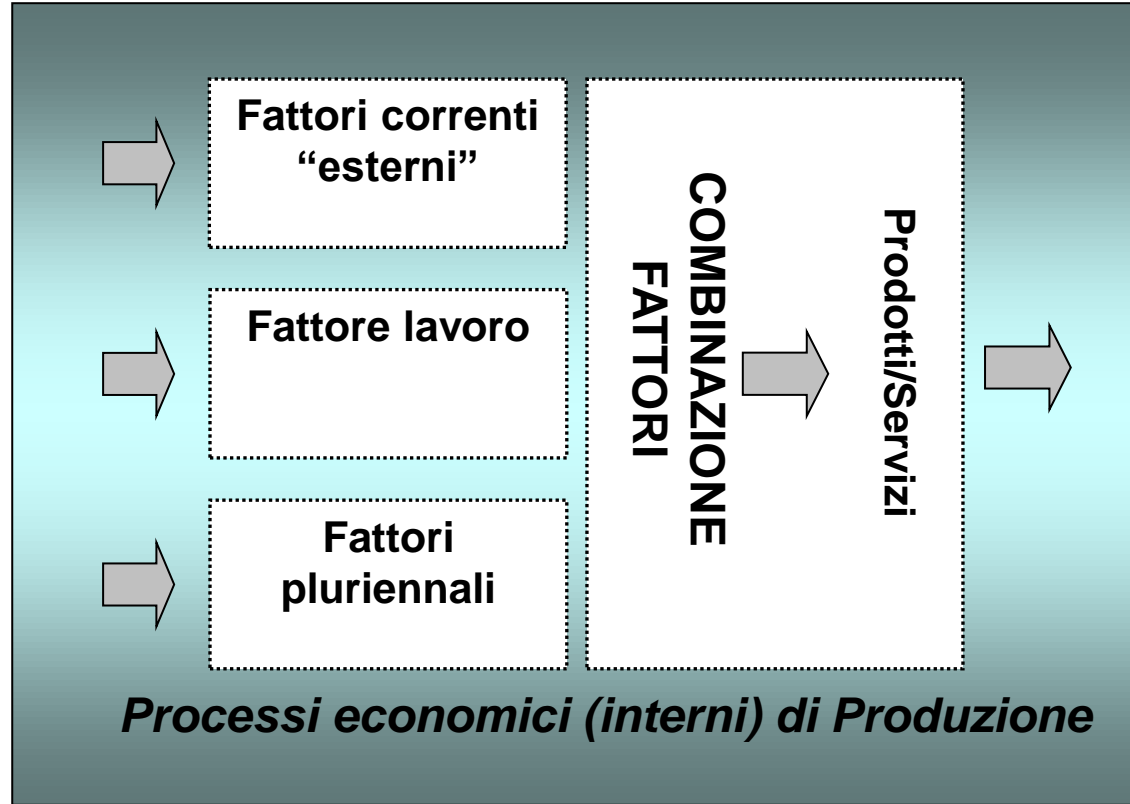 Fattori correnti
“esterni”
Fattore lavoro
Fattori
pluriennali
COMBINAZIONE
FATTORI
Prodotti/Servizi
Processi economici (interni) di Produzione